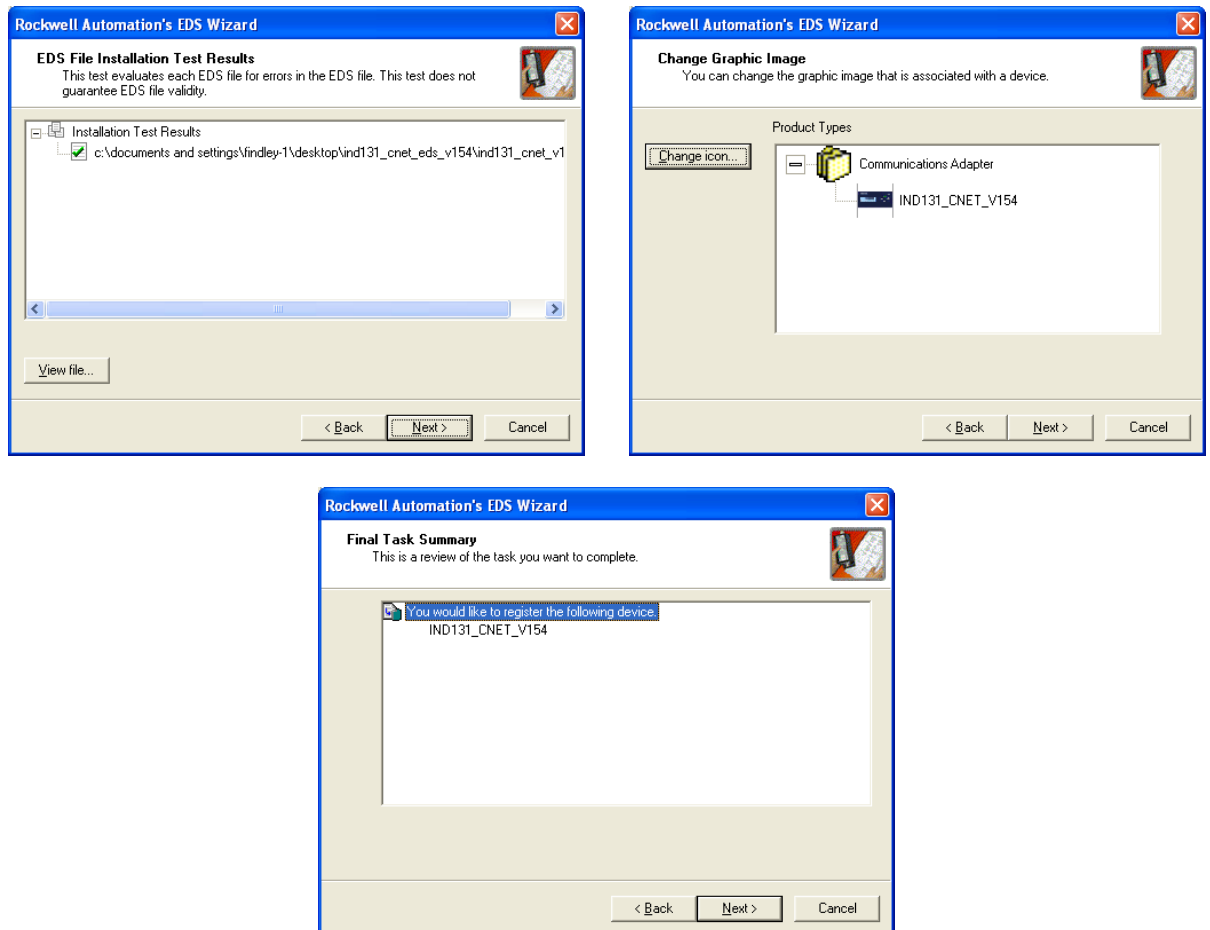 Rockwell Automation's EDS Wizard
EDS File Installation Test Results
This test evaluates each EDS file for errors in the EDS file. This test does not
guarantee EDS file validity.
Installation Test Results
c:\documents and settings\findley-1\desktop\ind131_cnet_eds_v154\ind131_cnet_v1
View file...
< Back
Next >
Cancel
Rockwell Automation's EDS Wizard
Change Graphic Image
You can change the graphic image that is associated with a device.
Product Types
Change icon...
Communications Adapter
IND131_CNET_V154
< Back
Next >
Cancel
Rockwell Automation's EDS Wizard
Final Task Summary
This is a review of the task you want to complete.
You would like to register the following device.
IND131_CNET_V154
< Back
Next >
Cancel